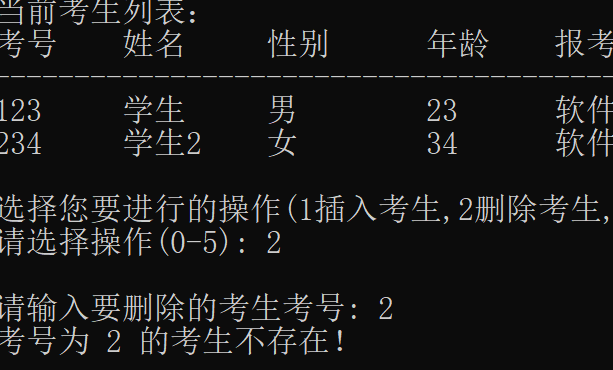 当前考生列表:
考号 姓名 性别 年龄 报考
--------------------------------------------
123 学生 男 23 软件
234 学生2 女 34 软件
选择您要进行的操作(1插入考生,2删除考生,
请选择操作(0-5): 2
请输入要删除的考生考号: 2
考号为 2 的考生不存在!